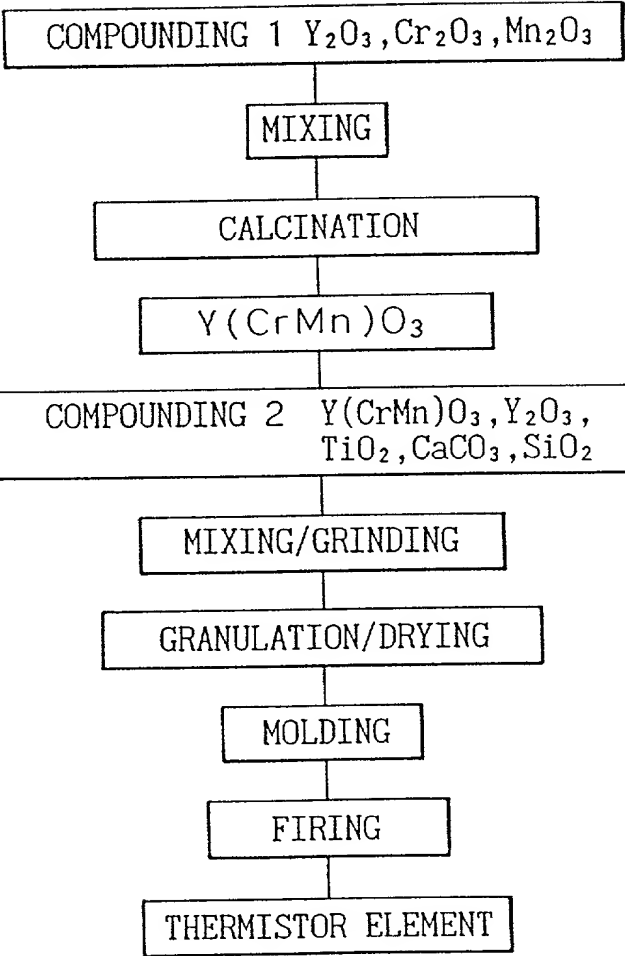 COMPOUNDING 1 Y₂O₃,Cr₂O₃,Mn₂O₃
MIXING
CALCINATION
Y(CrMn)O₃
COMPOUNDING 2 Y(CrMn)O₃,Y₂O₃,
TiO₂,CaCO₃,SiO₂
MIXING/GRINDING
GRANULATION/DRYING
MOLDING
FIRING
THERMISTOR ELEMENT